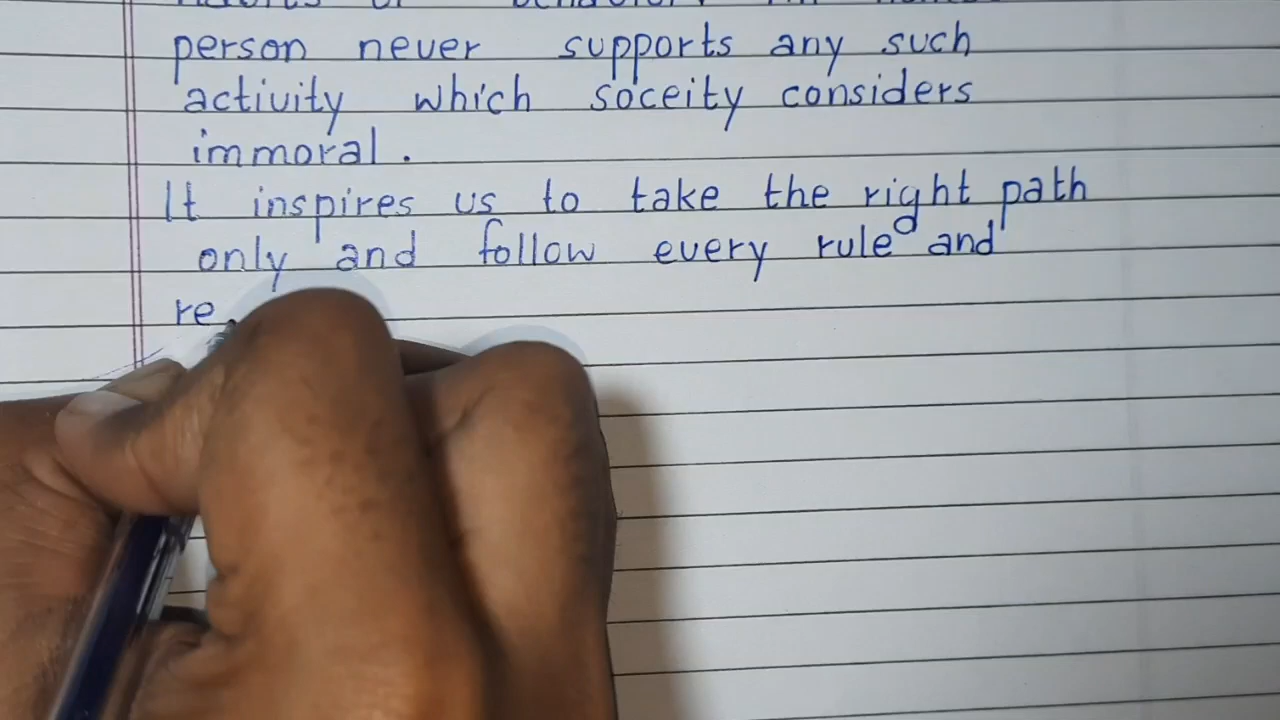 person never supports any such
activity which soceity considers
immoral.
It inspires us to take the right path
only and follow every rule and
re